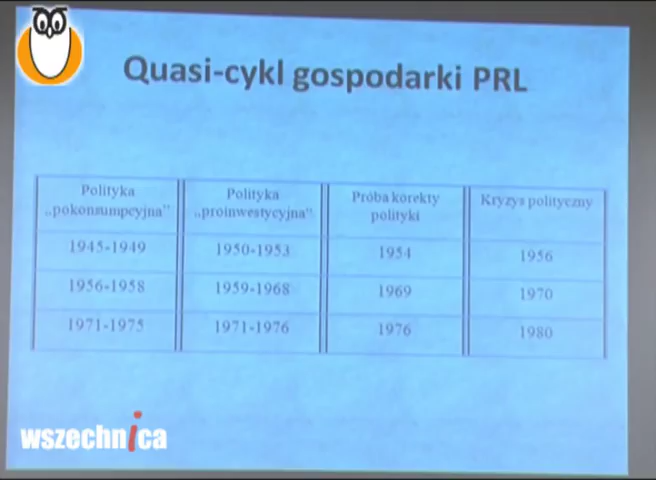 Quasi-cykl gospodarki PRL
Polityka „pokonsumpcyjna” Polityka „proinwestycyjna” Próba korekty polityki Kryzys polityczny
1945-1949 1950-1953 1954 1956
1956-1958 1959-1968 1969 1970
1971-1975 1971-1976 1976 1980
wszechnica